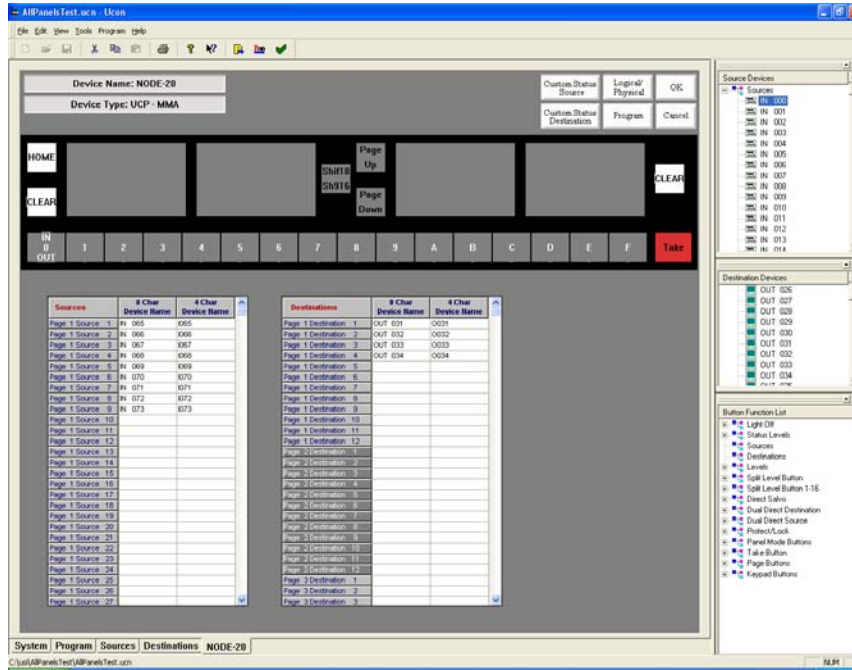 AllPanelsTest.ucn - Ucon
File Edit View Tools Program Help
Device Name: NODE-20
Device Type: UCP - MMA
Custom Status Source
Logical/ Physical
OK
Custom Status Destination
Program
Cancel
HOME
CLEAR
Shift8
Sh916
Page Up
Page Down
CLEAR
IN 0 OUT
1
2
3
4
5
6
7
8
9
A
B
C
D
E
F
Take
Sources 8 Char Device Name 4 Char Device Name
Page 1 Source 1 IN 065 I065
Page 1 Source 2 IN 066 I066
Page 1 Source 3 IN 067 I067
Page 1 Source 4 IN 068 I068
Page 1 Source 5 IN 069 I069
Page 1 Source 6 IN 070 I070
Page 1 Source 7 IN 071 I071
Page 1 Source 8 IN 072 I072
Page 1 Source 9 IN 073 I073
Page 1 Source 10
Page 1 Source 11
Page 1 Source 12
Page 1 Source 13
Page 1 Source 14
Page 1 Source 15
Page 1 Source 16
Page 1 Source 17
Page 1 Source 18
Page 1 Source 19
Page 1 Source 20
Page 1 Source 21
Page 1 Source 22
Page 1 Source 23
Page 1 Source 24
Page 1 Source 25
Page 1 Source 26
Page 1 Source 27
Destinations 8 Char Device Name 4 Char Device Name
Page 1 Destination 1 OUT 031 O031
Page 1 Destination 2 OUT 032 O032
Page 1 Destination 3 OUT 033 O033
Page 1 Destination 4 OUT 034 O034
Page 1 Destination 5
Page 1 Destination 6
Page 1 Destination 7
Page 1 Destination 8
Page 1 Destination 9
Page 1 Destination 10
Page 1 Destination 11
Page 1 Destination 12
Page 2 Destination 1
Page 2 Destination 2
Page 2 Destination 3
Page 2 Destination 4
Page 2 Destination 5
Page 2 Destination 6
Page 2 Destination 7
Page 2 Destination 8
Page 2 Destination 9
Page 2 Destination 10
Page 2 Destination 11
Page 2 Destination 12
Page 3 Destination 1
Page 3 Destination 2
Page 3 Destination 3
Source Devices
Sources
IN 000
IN 001
IN 002
IN 003
IN 004
IN 005
IN 006
IN 007
IN 008
IN 009
IN 010
IN 011
IN 012
IN 013
IN 014
Destination Devices
OUT 026
OUT 027
OUT 028
OUT 029
OUT 030
OUT 031
OUT 032
OUT 033
OUT 034
OUT 035
Button Function List
Light Off
Status Levels
Sources
Destinations
Levels
Split Level Button
Split Level Button 1-16
Direct Salvo
Dual Direct Destination
Dual Direct Source
Protect/Lock
Panel Mode Buttons
Take Button
Page Buttons
Keypad Buttons
System Program Sources Destinations NODE-20
C:\usl\AllPanelsTest\AllPanelsTest.ucn
NUM